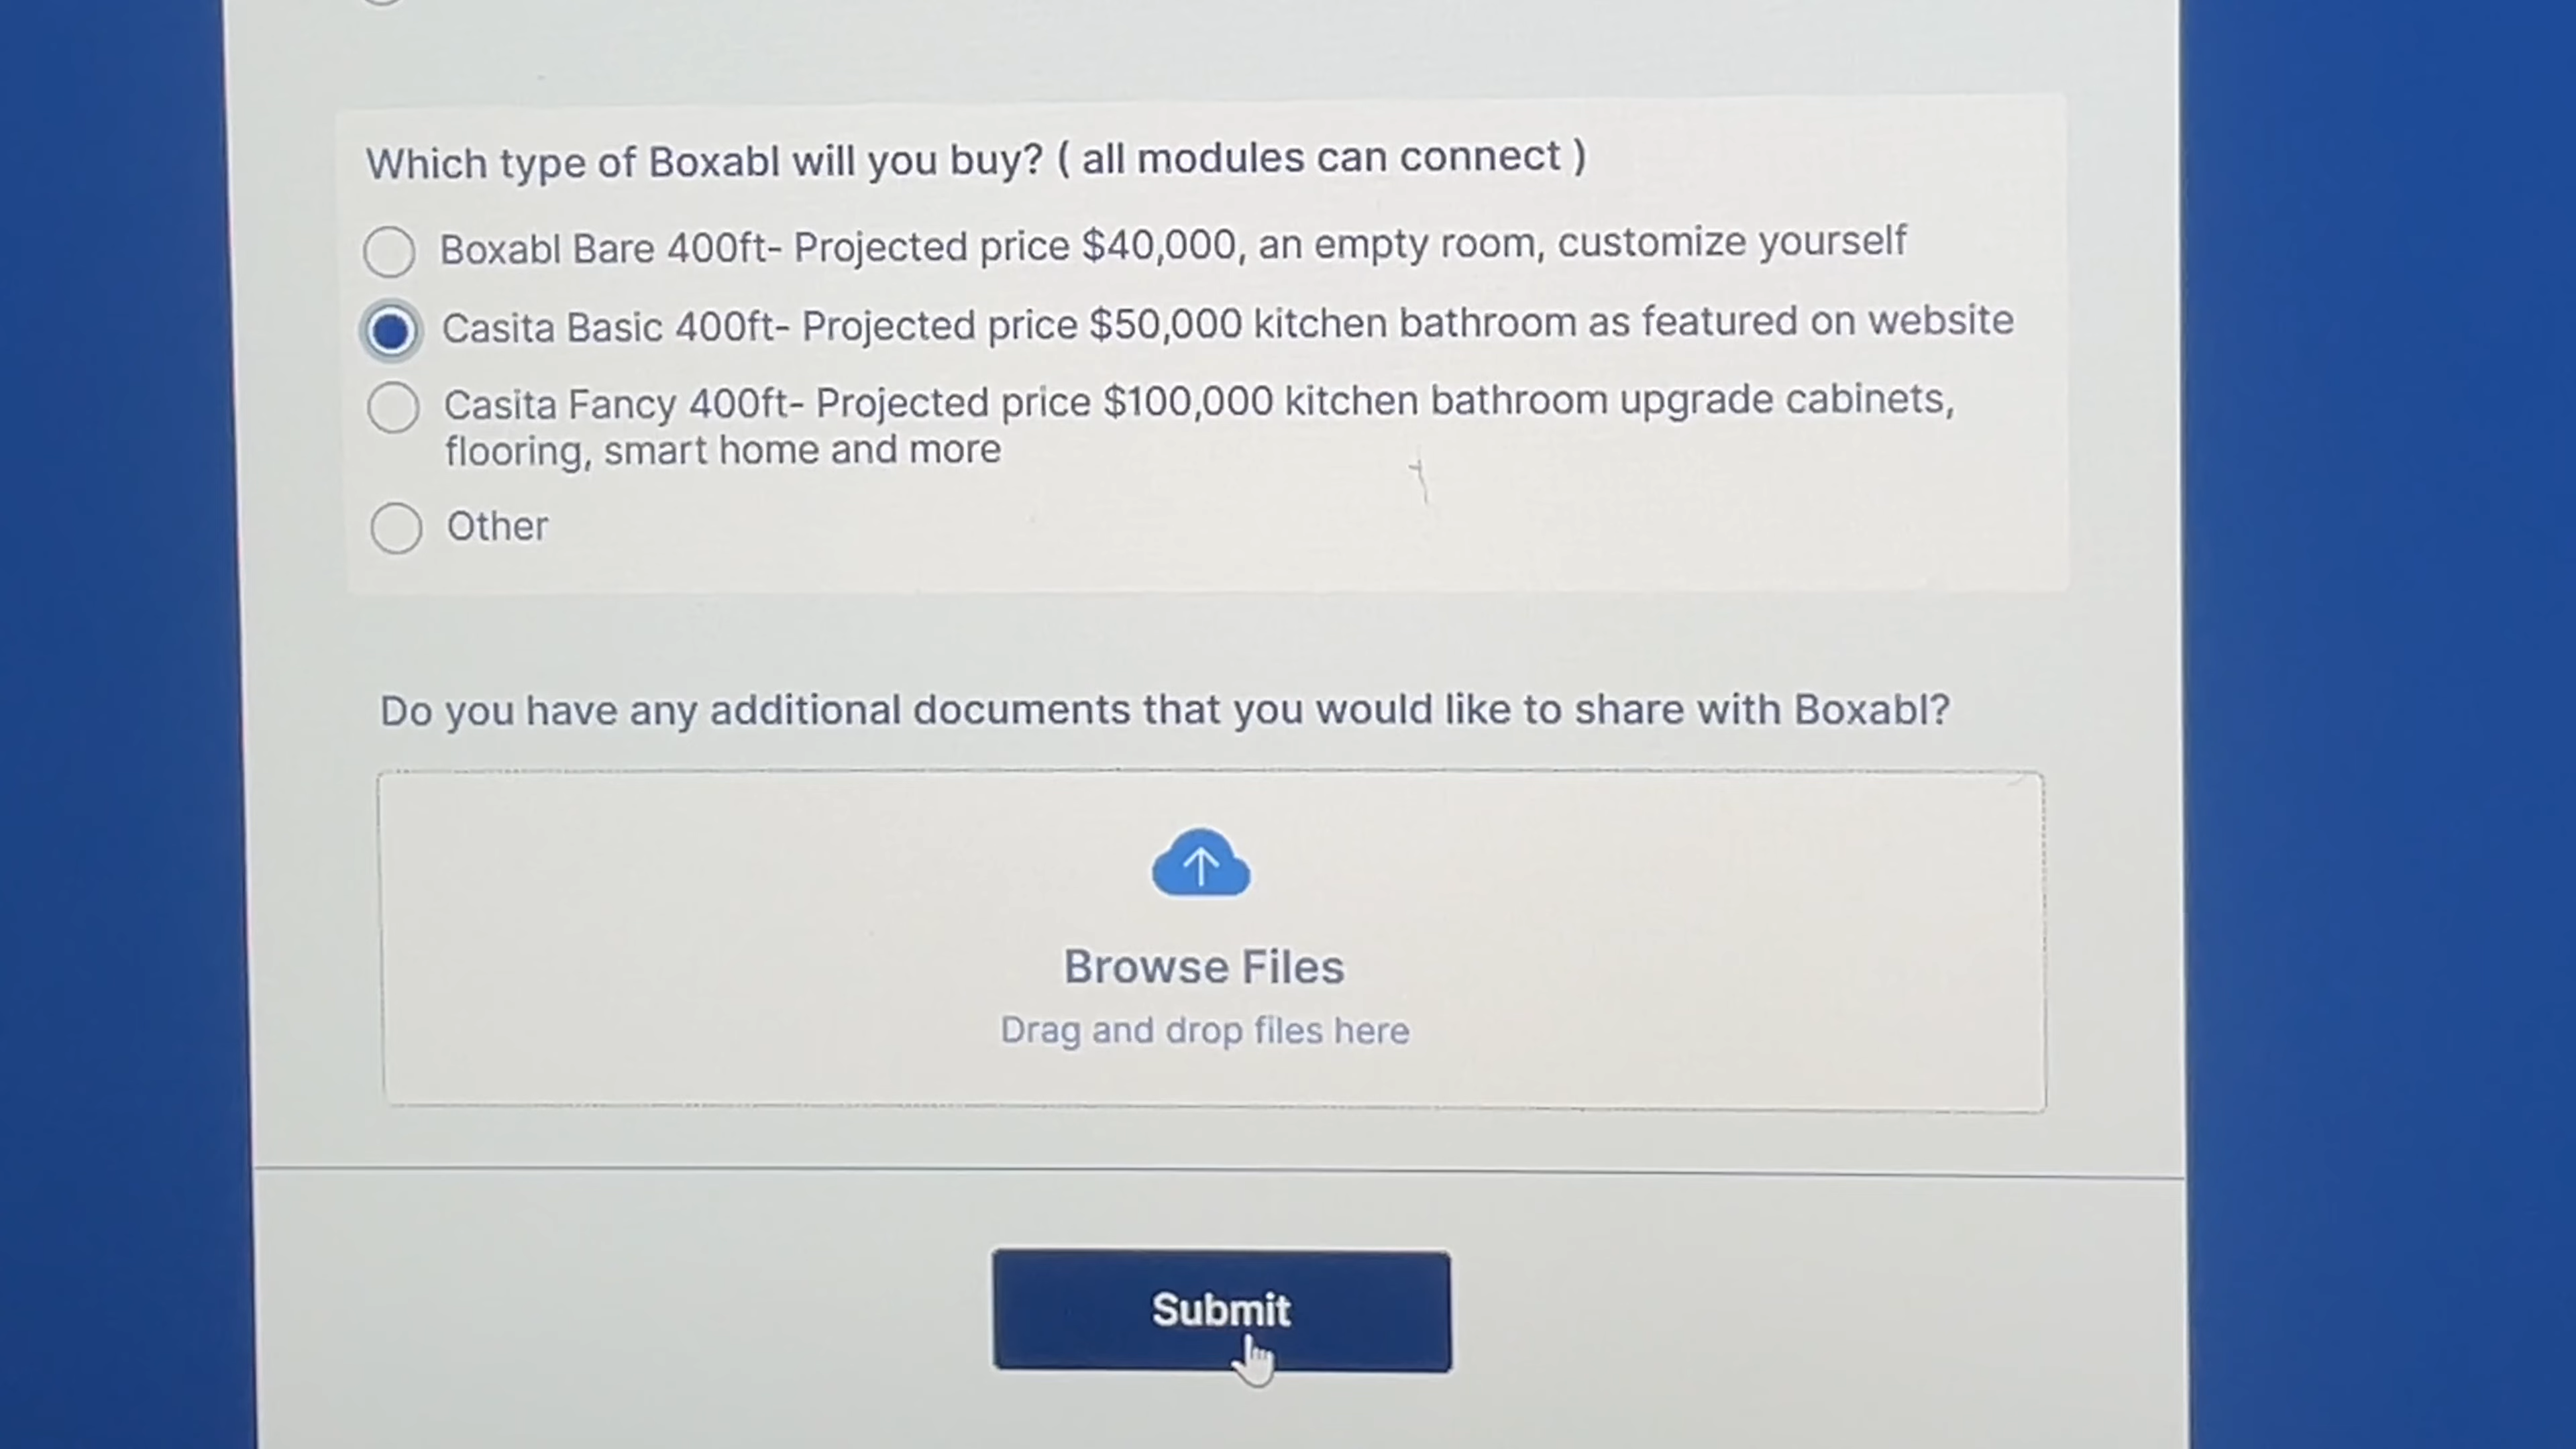 Which type of Boxabl will you buy? ( all modules can connect )
Boxabl Bare 400ft- Projected price $40,000, an empty room, customize yourself
Casita Basic 400ft- Projected price $50,000 kitchen bathroom as featured on website
Casita Fancy 400ft- Projected price $100,000 kitchen bathroom upgrade cabinets,
flooring, smart home and more
Other
Do you have any additional documents that you would like to share with Boxabl?
Browse Files
Drag and drop files here
Submit